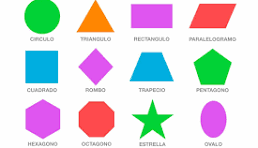 CIRCULO TRIANGULO RECTANGULO PARALELOGRAMO
CUADRADO ROMBO TRAPECIO PENTAGONO
HEXAGONO OCTAGONO ESTRELLA OVALO